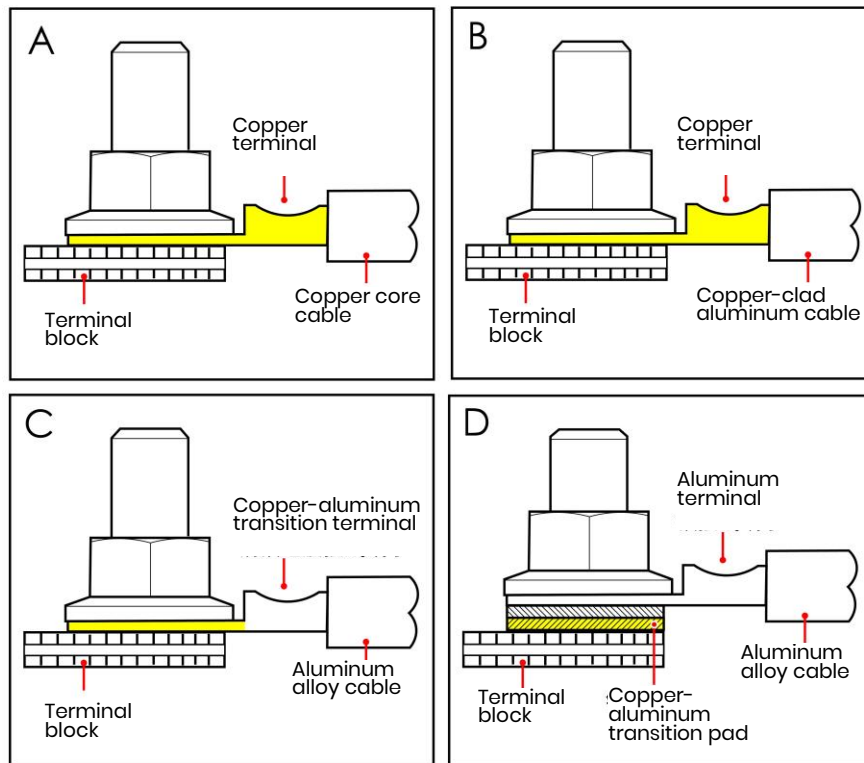 A
Copper
terminal
Terminal
block
Copper core
cable
B
Copper
terminal
Terminal
block
Copper-clad
aluminum cable
C
Copper-aluminum
transition terminal
Terminal
block
Aluminum
alloy cable
D
Aluminum
terminal
Terminal
block
Copper-
aluminum
transition pad
Aluminum
alloy cable